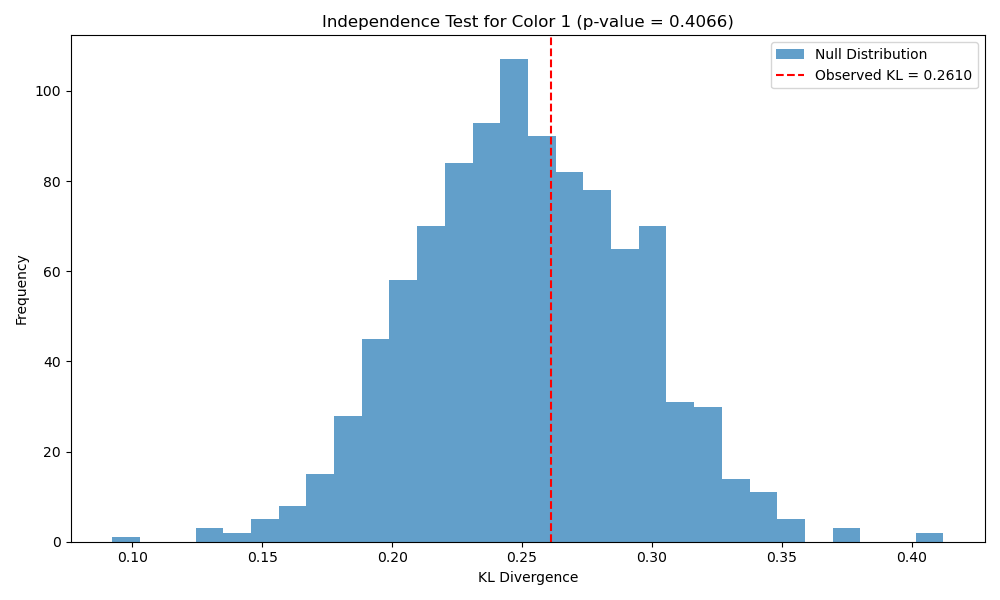 Independence Test for Color 1 (p-value = 0.4066)
Null Distribution
Observed KL = 0.2610
Frequency
100
80
60
40
20
0
0.10 0.15 0.20 0.25 0.30 0.35 0.40
KL Divergence